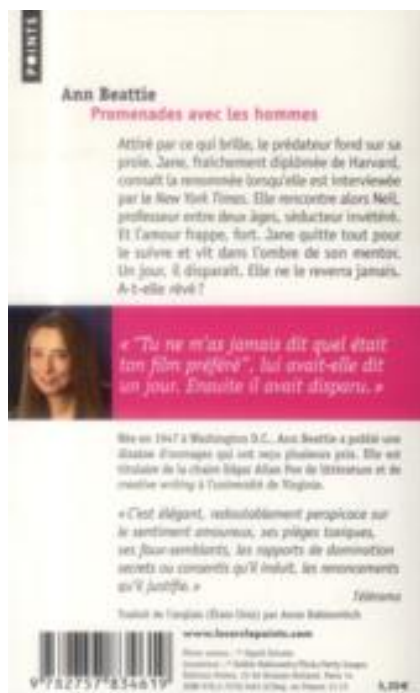 POINTS
Ann Beattie
Promenades avec les hommes
Attiré par ce qui brille, le prédateur fond sur sa
proie. Jane, fraîchement diplômée de Harvard,
connaît la renommée lorsqu'elle est interviewée
par le New York Times. Elle rencontre alors Neil,
professeur entre deux âges, séducteur invétéré.
Et l'amour frappe, fort. Jane quitte tout pour
le suivre et vit dans l'ombre de son mentor.
Un jour, il disparaît. Elle ne le reverra jamais.
A-t-elle rêvé ?
« "Tu ne m'as jamais dit quel était
ton film préféré", lui avait-elle dit
un jour. Ensuite il avait disparu. »
Née en 1947 à Washington D.C., Ann Beattie a publié une
dizaine d'ouvrages qui ont reçu plusieurs prix. Elle est
titulaire de la chaire Edgar Allan Poe de littérature et de
creative writing à l'université de Virginie.
« C'est élégant, redoutablement perspicace sur
le sentiment amoureux, ses pièges toxiques,
ses faux-semblants, les rapports de domination
secrets ou consentis qu'il induit, les renoncements
qu'il justifie. »
Télérama
Traduit de l'anglais (États-Unis) par Anne Rabinovitch
www.lecerclepoints.com
9 782757 834619